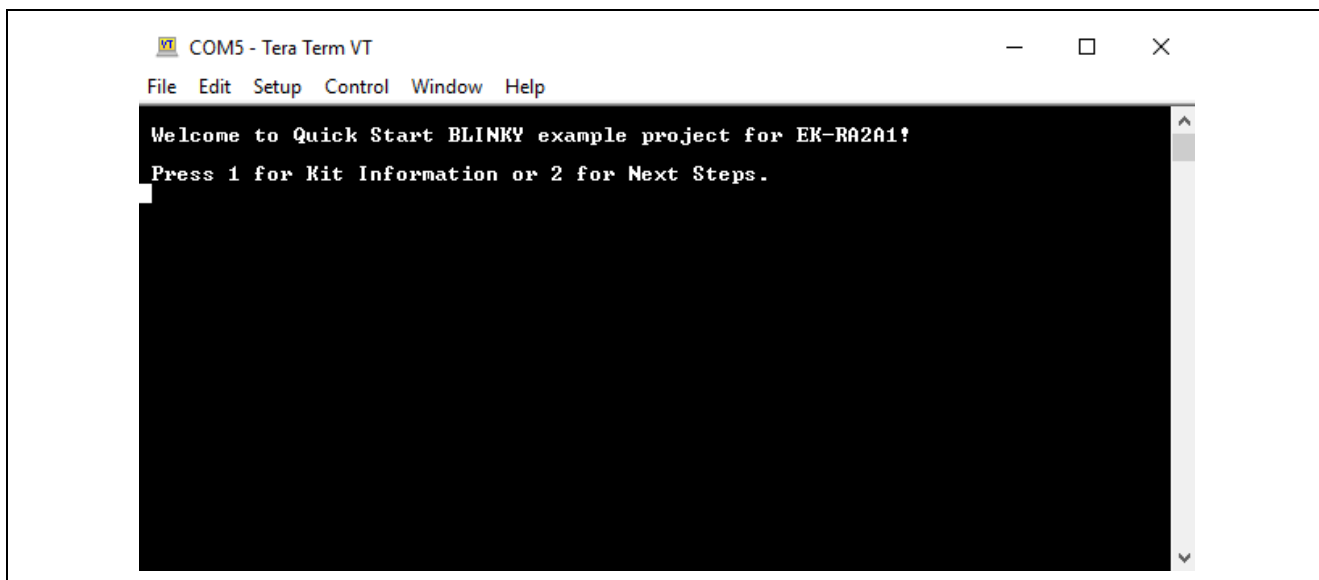 COM5 - Tera Term VT
File Edit Setup Control Window Help
Welcome to Quick Start BLINKY example project for EK-RA2A1!
Press 1 for Kit Information or 2 for Next Steps.